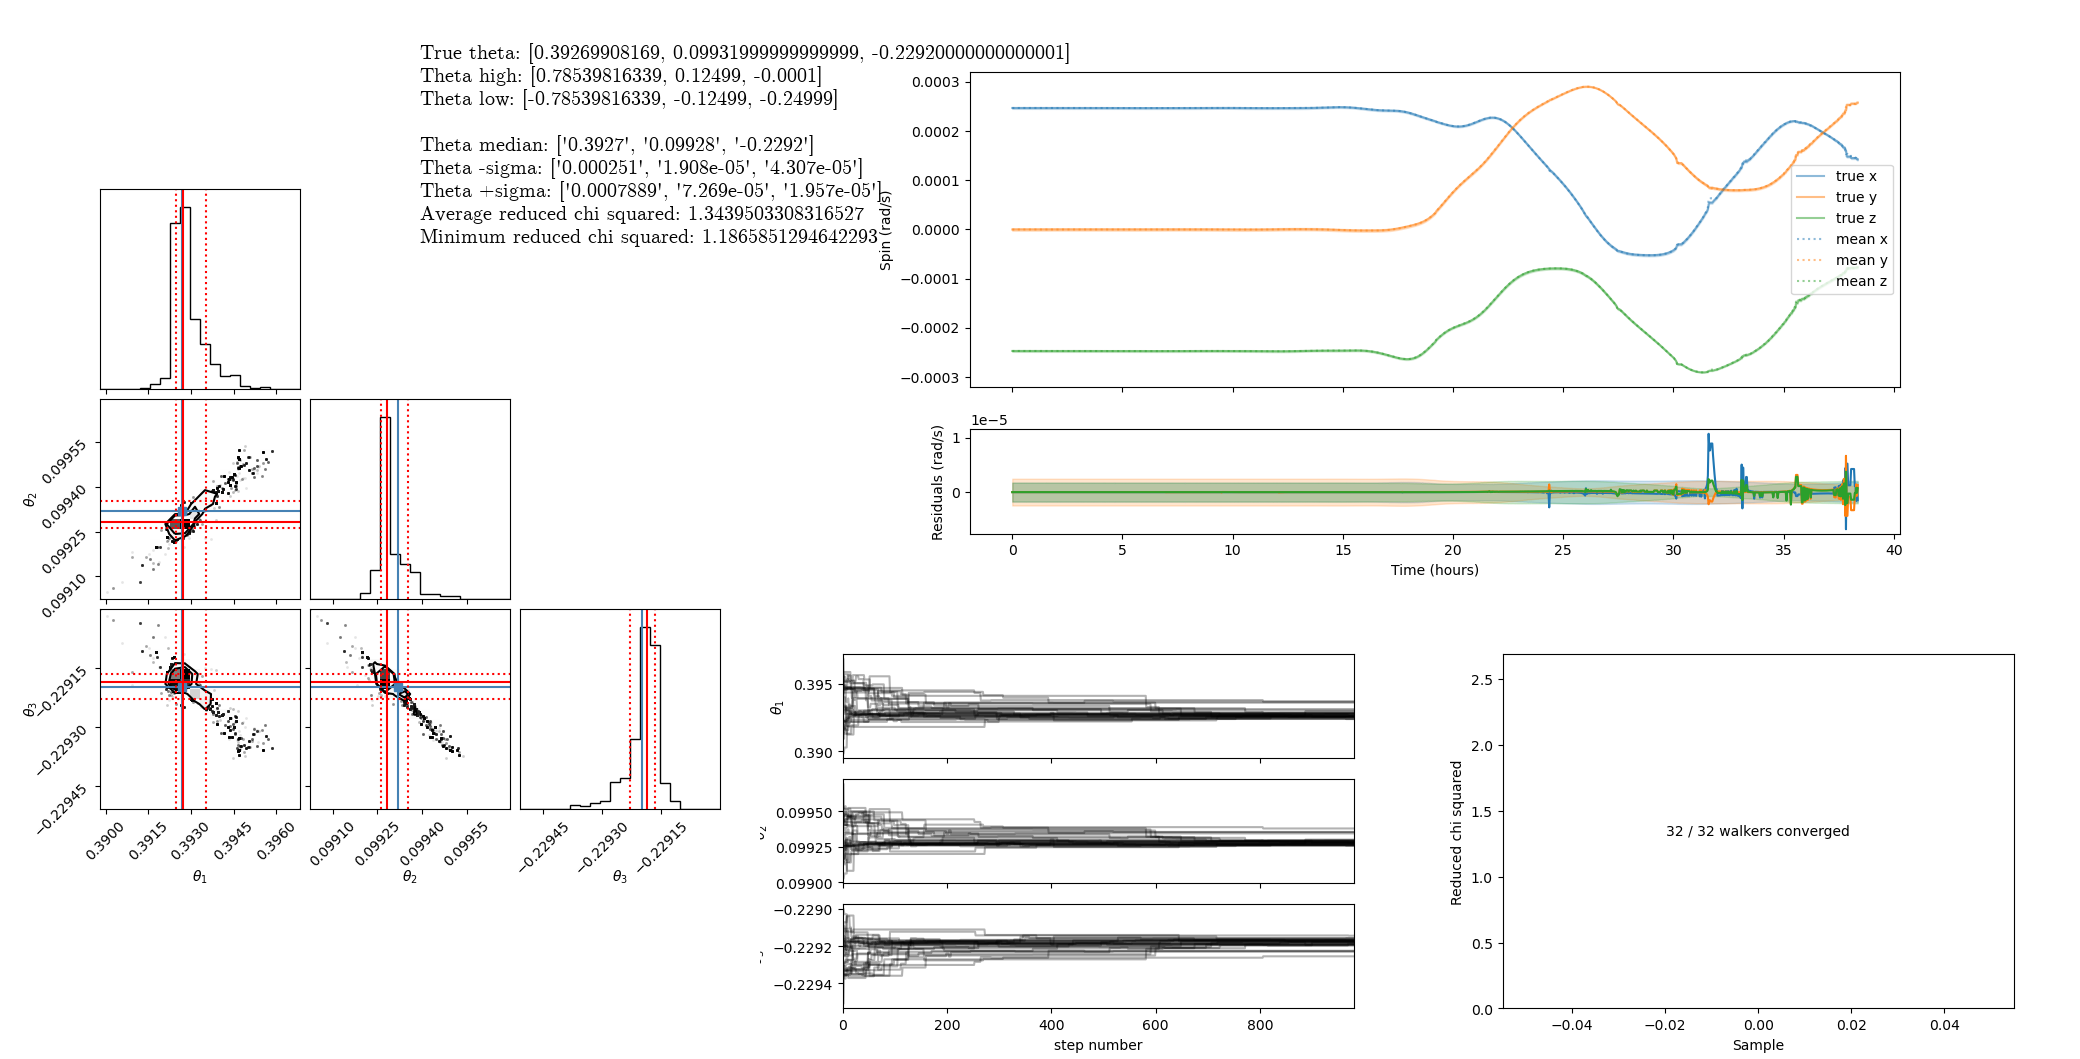 True theta: [0.39269908169, 0.09931999999999999, -0.22920000000000001]
Theta high: [0.78539816339, 0.12499, -0.0001]
Theta low: [-0.78539816339, -0.12499, -0.24999]
Theta median: ['0.3927', '0.09928', '-0.2292']
Theta -sigma: ['0.000251', '1.908e-05', '4.307e-05']
Theta +sigma: ['0.0007889', '7.269e-05', '1.957e-05']
Average reduced chi squared: 1.3439503308316527
Minimum reduced chi squared: 1.1865851294642293
0.0003
0.0002
0.0001
0.0000
−0.0001
−0.0002
−0.0003
Spin (rad/s)
true x
true y
true z
mean x
mean y
mean z
1e−5
1
0
Residuals (rad/s)
0 5 10 15 20 25 30 35 40
Time (hours)
0.09955
0.09940
0.09925
0.09910
θ2
−0.22915
−0.22930
−0.22945
θ3
0.3900 0.3915 0.3930 0.3945 0.3960
θ1
0.09910 0.09925 0.09940 0.09955
θ2
−0.22945 −0.22930 −0.22915
θ3
0.395
0.390
θ1
0.09950
0.09925
0.09900
−0.2290
−0.2292
−0.2294
0 200 400 600 800
step number
2.5
2.0
1.5
1.0
0.5
0.0
Reduced chi squared
32 / 32 walkers converged
−0.04 −0.02 0.00 0.02 0.04
Sample